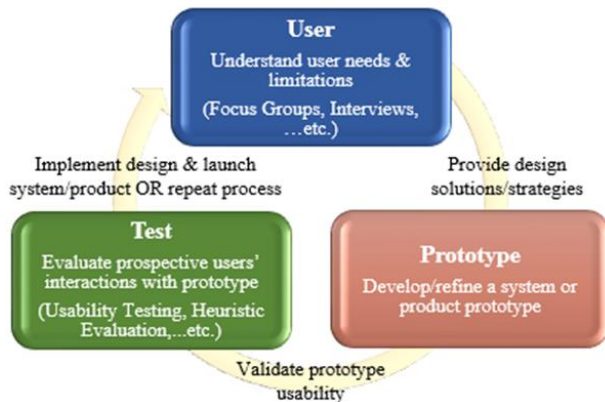 User
Understand user needs &
limitations
(Focus Groups, Interviews,
…etc.)
Implement design & launch
system/product OR repeat process
Provide design
solutions/strategies
Test
Evaluate prospective users’
interactions with prototype
(Usability Testing, Heuristic
Evaluation,...etc.)
Prototype
Develop/refine a system or
product prototype
Validate prototype
usability